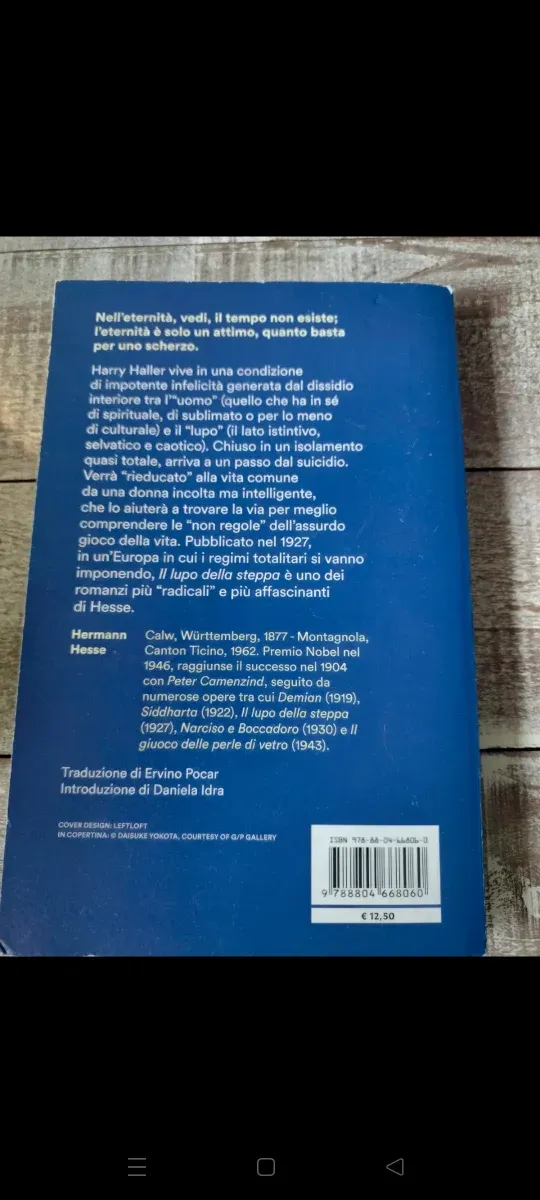 Nell'eternità, vedi, il tempo non esiste;
l'eternità è solo un attimo, quanto basta
per uno scherzo.
Harry Haller vive in una condizione
di impotente infelicità generata dal dissidio
interiore tra l'"uomo" (quello che ha in sé
di spirituale, di sublimato o per lo meno
di culturale) e il "lupo" (il lato istintivo,
selvatico e caotico). Chiuso in un isolamento
quasi totale, arriva a un passo dal suicidio.
Verrà "rieducato" alla vita comune
da una donna incolta ma intelligente,
che lo aiuterà a trovare la via per meglio
comprendere le "non regole" dell'assurdo
gioco della vita. Pubblicato nel 1927,
in un'Europa in cui i regimi totalitari si vanno
imponendo, Il lupo della steppa è uno dei
romanzi più "radicali" e più affascinanti
di Hesse.
Hermann
Hesse
Calw, Württemberg, 1877 - Montagnola,
Canton Ticino, 1962. Premio Nobel nel
1946, raggiunse il successo nel 1904
con Peter Camenzind, seguito da
numerose opere tra cui Demian (1919),
Siddharta (1922), Il lupo della steppa
(1927), Narciso e Boccadoro (1930) e Il
giuoco delle perle di vetro (1943).
Traduzione di Ervino Pocar
Introduzione di Daniela Idra
COVER DESIGN: LEFTLOFT
IN COPERTINA: © DAISUKE YOKOTA, COURTESY OF G/P GALLERY
ISBN 978-88-04-66806-0
9 788804 668060
€ 12,50